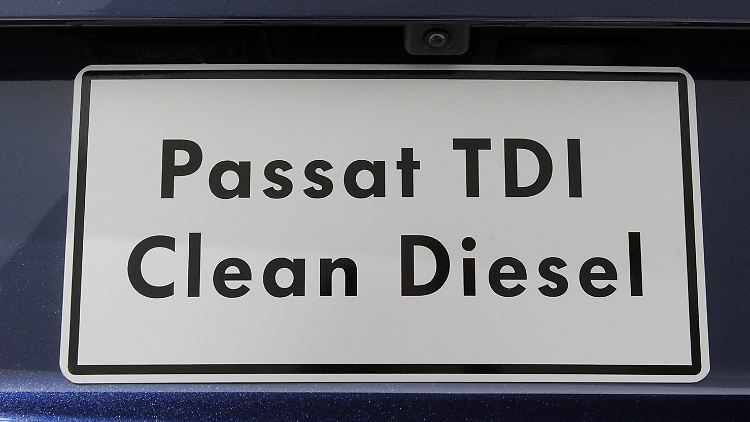 Passat TDI
Clean Diesel